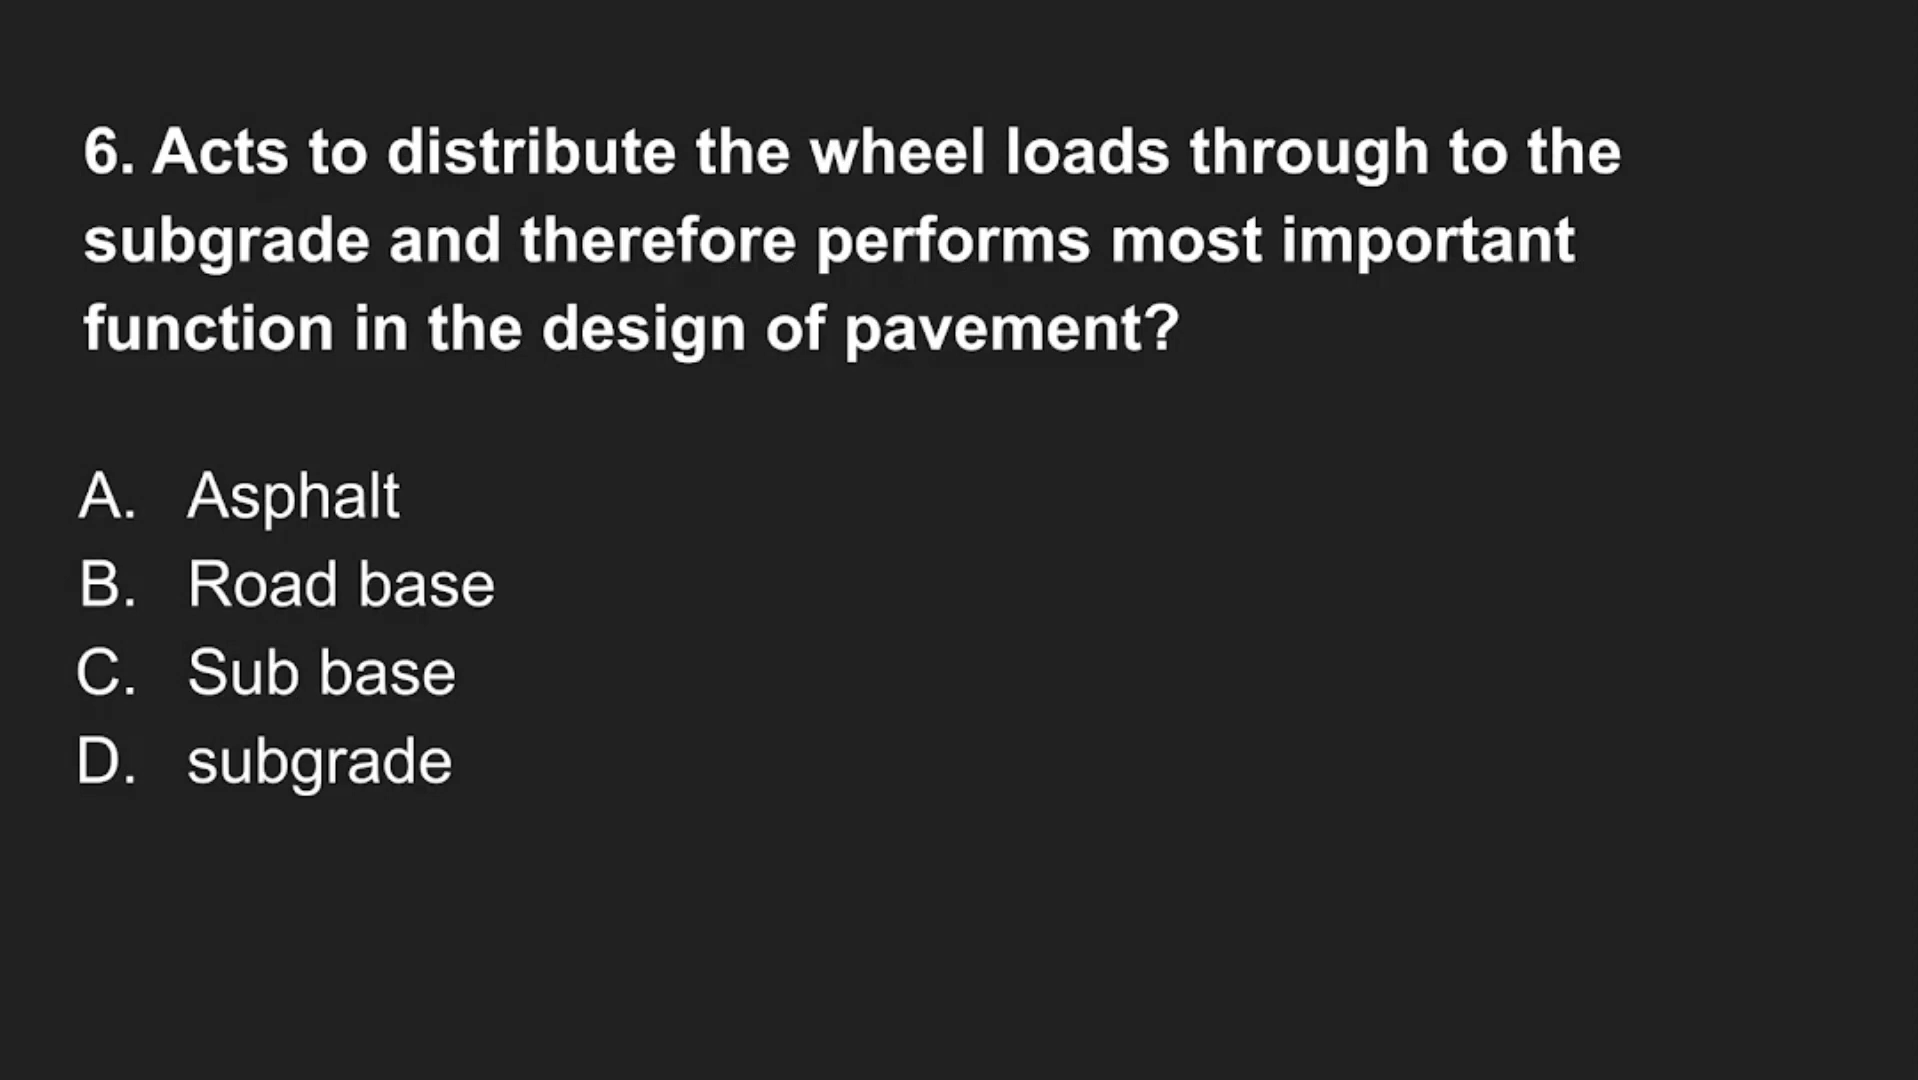 6. Acts to distribute the wheel loads through to the
subgrade and therefore performs most important
function in the design of pavement?
A. Asphalt
B. Road base
C. Sub base
D. subgrade